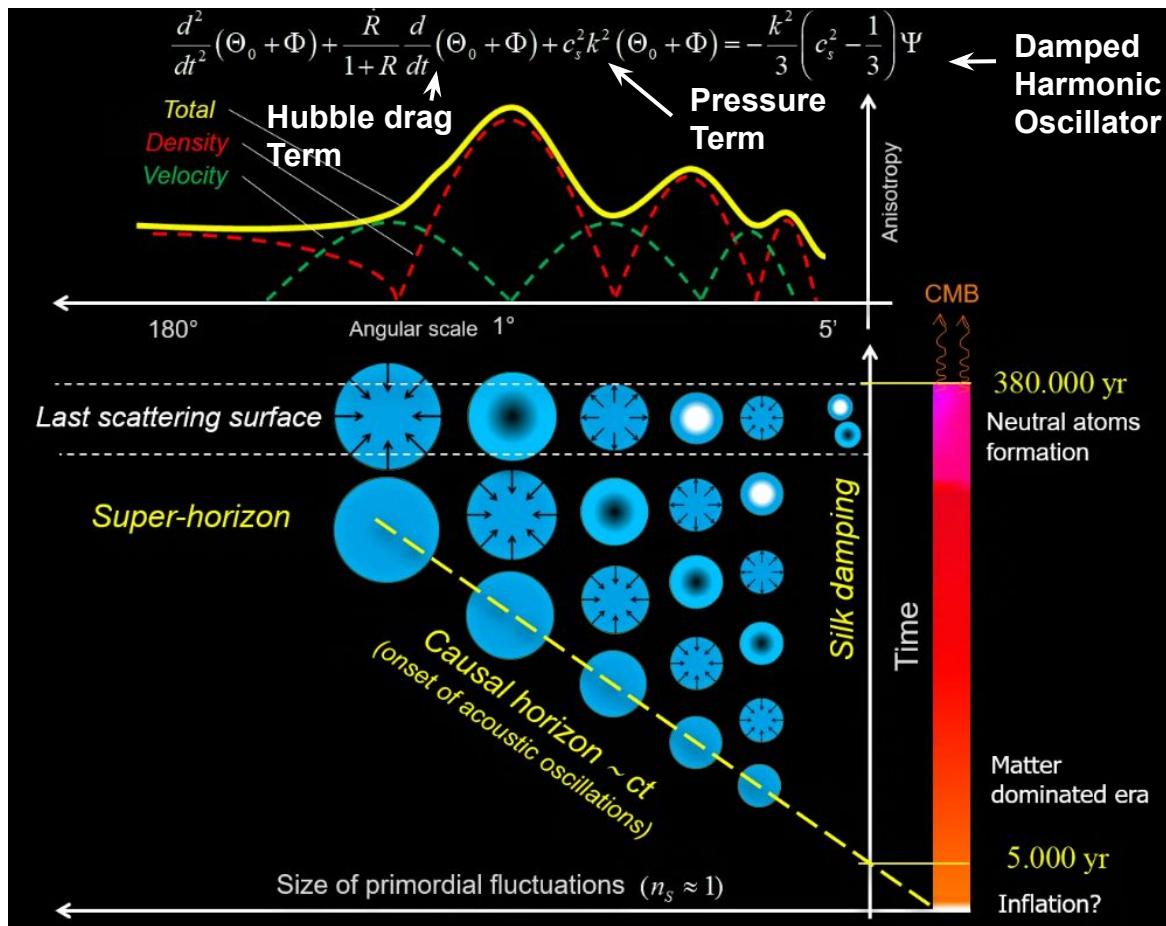 d²/dt² (Θ₀ + Φ) + Ṙ/(1+R) d/dt (Θ₀ + Φ) + cₛ²k² (Θ₀ + Φ) = −k²/3 (cₛ² − 1/3) Ψ
Damped
Harmonic
Oscillator
Hubble drag
Term
Pressure
Term
Total
Density
Velocity
Anisotropy
180°
Angular scale
1°
5'
CMB
Last scattering surface
380.000 yr
Neutral atoms
formation
Super-horizon
Silk damping
Time
Causal horizon ~ ct
(onset of acoustic oscillations)
Matter
dominated era
5.000 yr
Size of primordial fluctuations (nₛ ≈ 1)
Inflation?